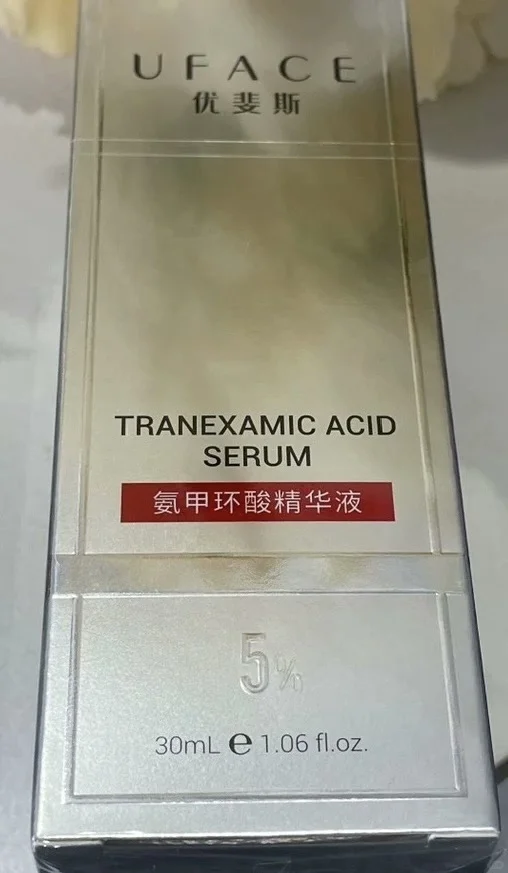 UFACE
优斐斯
TRANEXAMIC ACID
SERUM
氨甲环酸精华液
5%
30mL ℮ 1.06 fl.oz.